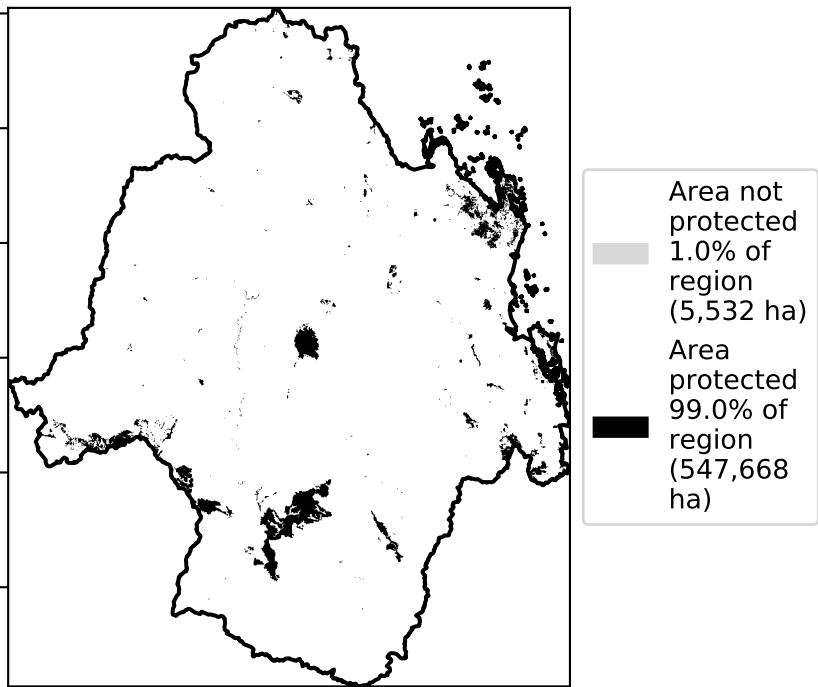 Area not
protected
1.0% of
region
(5,532 ha)
Area
protected
99.0% of
region
(547,668
ha)